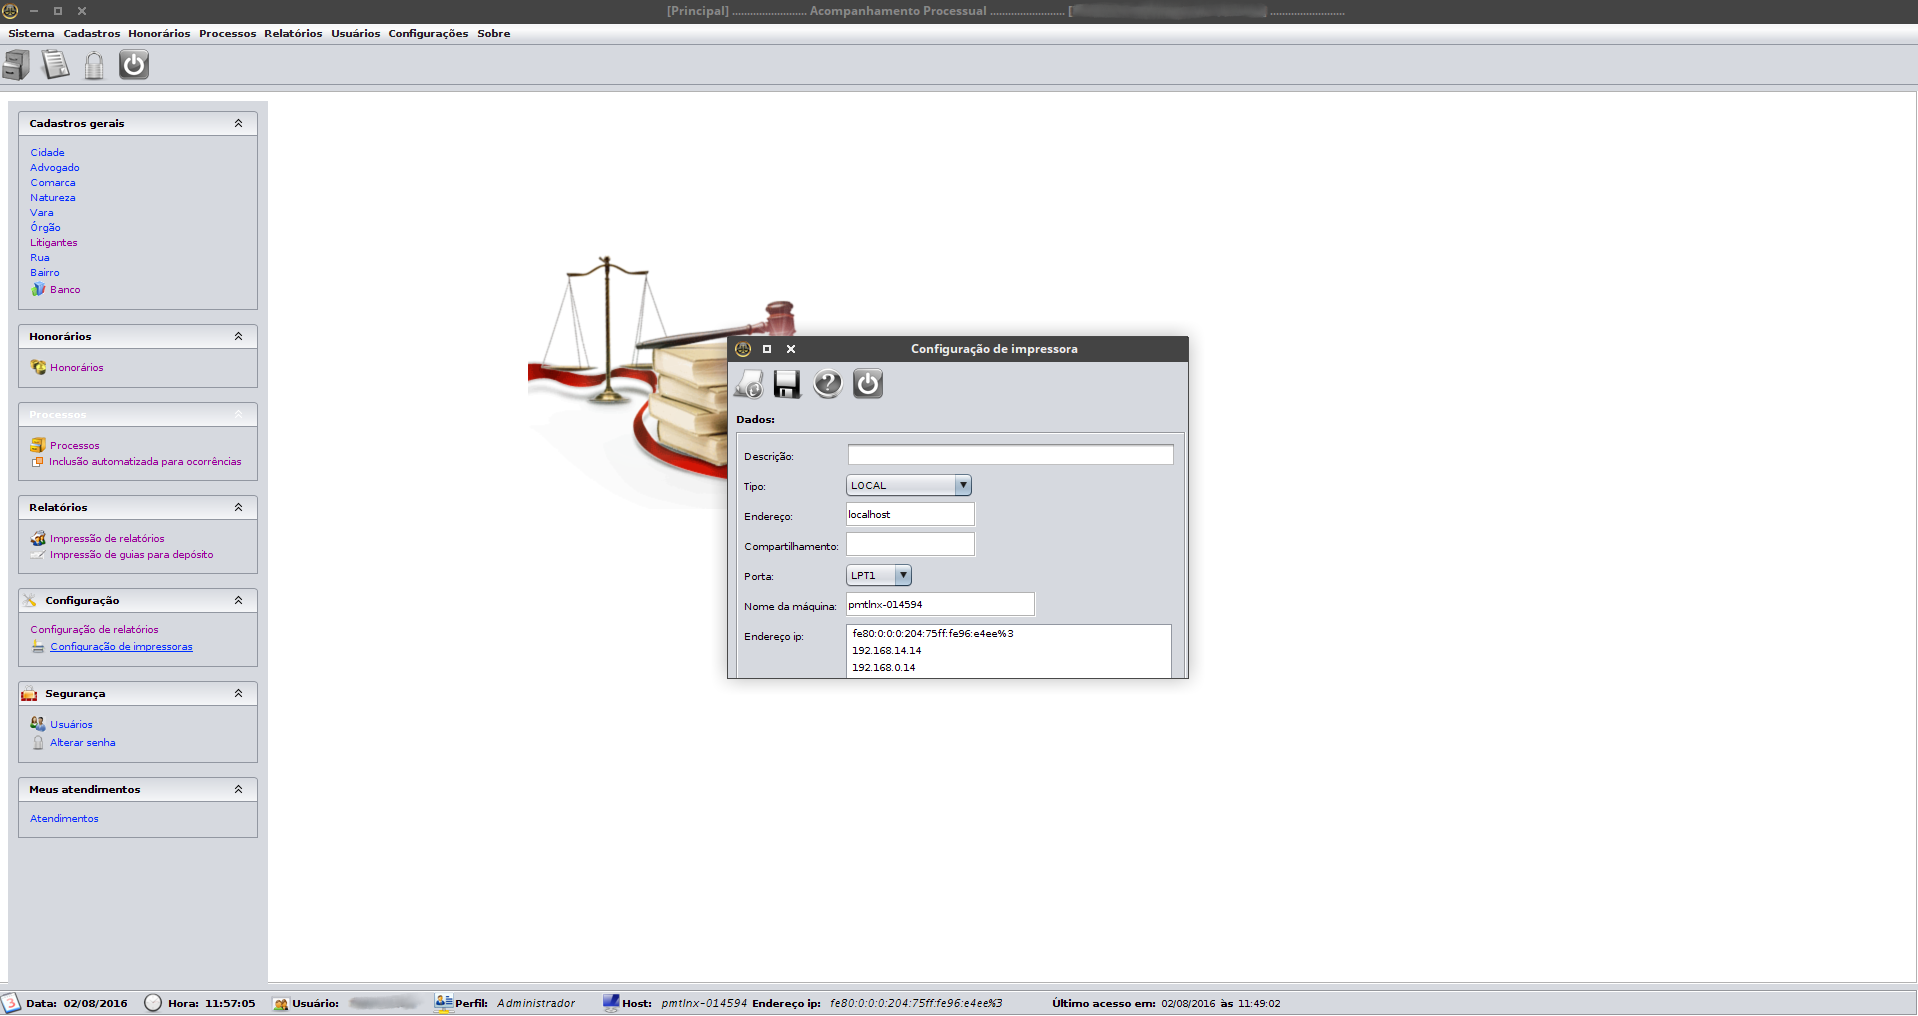 [Principal] ......................... Acompanhamento Processual ......................... [ ] .........................
Sistema Cadastros Honorários Processos Relatórios Usuários Configurações Sobre
Cadastros gerais
Cidade
Advogado
Comarca
Natureza
Vara
Órgão
Litigantes
Rua
Bairro
Banco
Honorários
Honorários
Processos
Processos
Inclusão automatizada para ocorrências
Relatórios
Impressão de relatórios
Impressão de guias para depósito
Configuração
Configuração de relatórios
Configuração de impressoras
Segurança
Usuários
Alterar senha
Meus atendimentos
Atendimentos
Configuração de impressora
Dados:
Descrição:
Tipo: LOCAL
Endereço: localhost
Compartilhamento:
Porta: LPT1
Nome da máquina: pmtlnx-014594
Endereço ip: fe80:0:0:0:204:75ff:fe96:e4ee%3
192.168.14.14
192.168.0.14
3 Data: 02/08/2016 Hora: 11:57:05 Usuário: Perfil: Administrador Host: pmtlnx-014594 Endereço ip: fe80:0:0:0:204:75ff:fe96:e4ee%3 Último acesso em: 02/08/2016 às 11:49:02